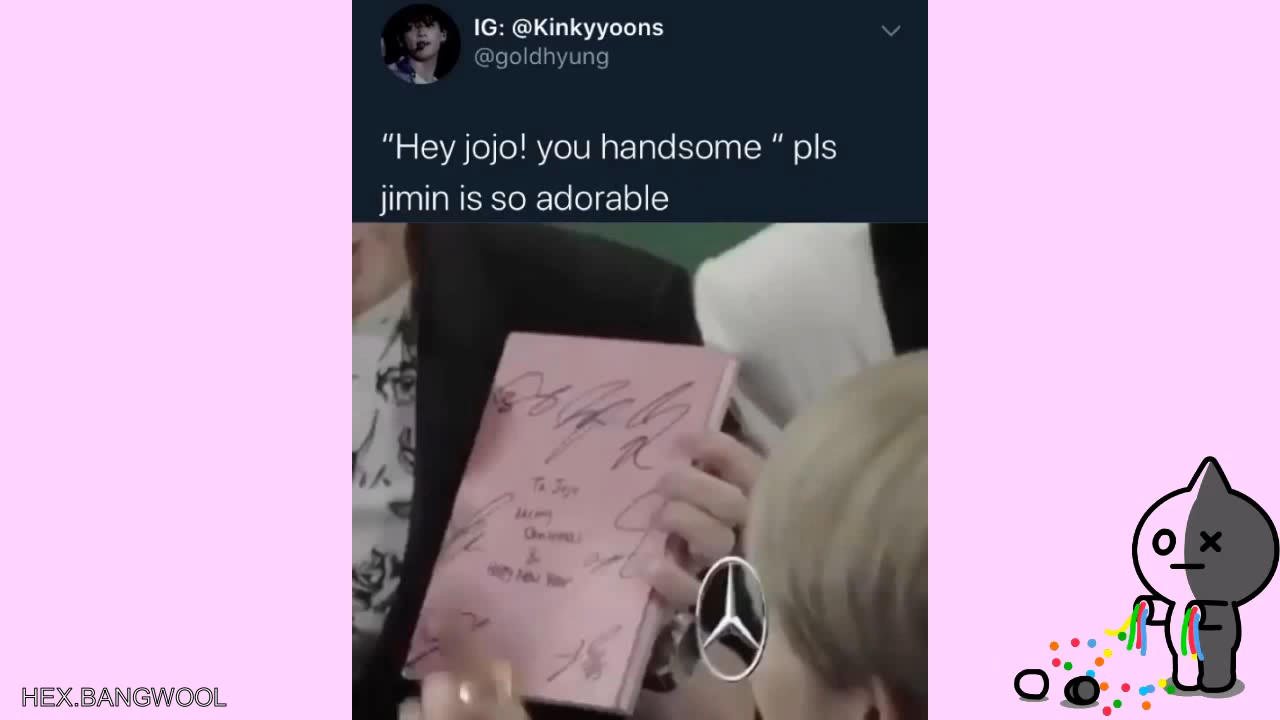 IG: @Kinkyyoons
@goldhyung
“Hey jojo! you handsome “ pls
jimin is so adorable
To Jojo
Merry
Christmas
&
Happy New Year
HEX.BANGWOOL